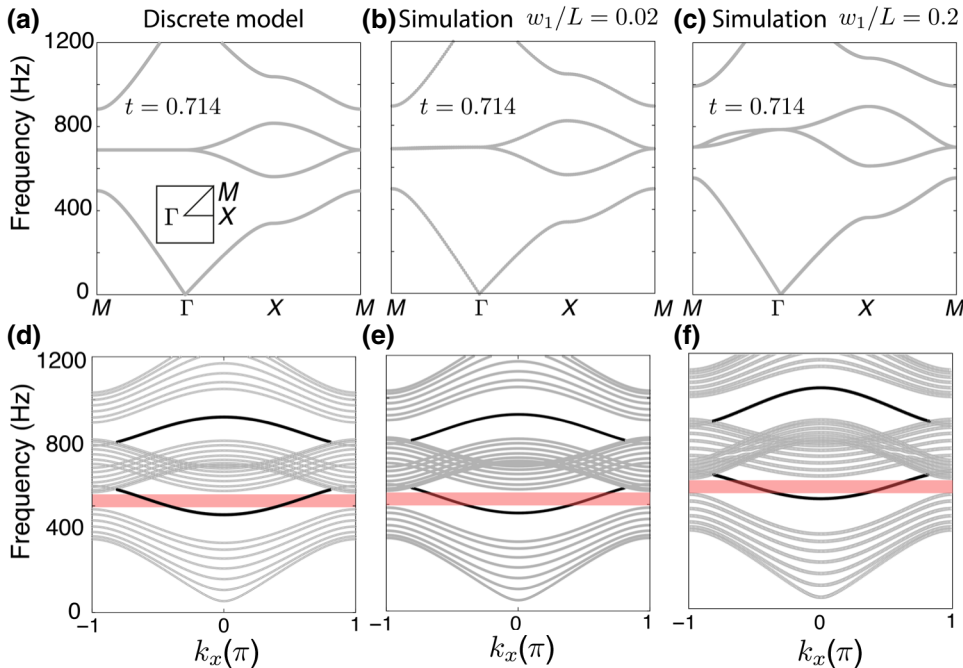 (a) Discrete model
(b) Simulation w₁/L = 0.02
(c) Simulation w₁/L = 0.2
Frequency (Hz)
1200
800
400
0
t = 0.714
t = 0.714
t = 0.714
M
Γ X
M Γ X M
M Γ X M
M Γ X M
(d)
(e)
(f)
Frequency (Hz)
1200
800
400
0
−1 0 1
−1 0 1
−1 0 1
kₓ(π)
kₓ(π)
kₓ(π)